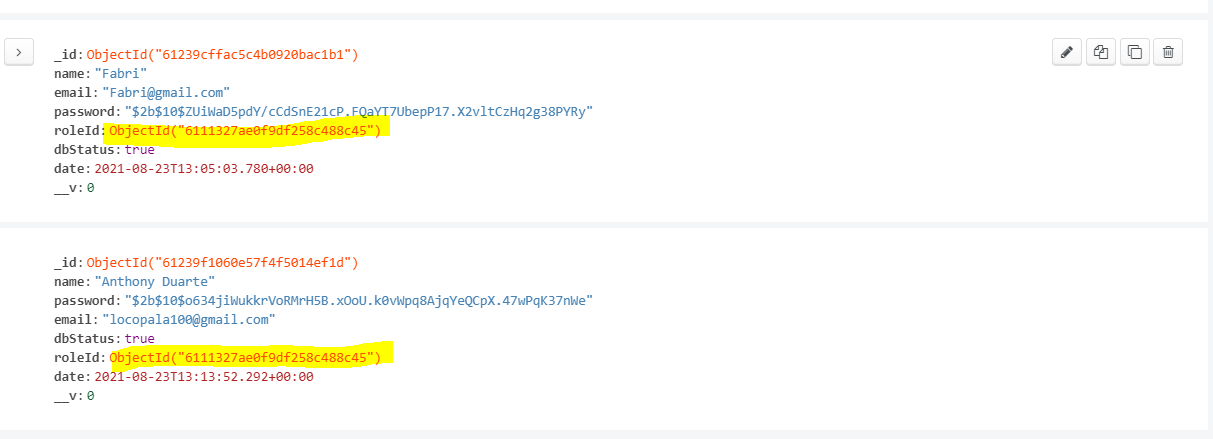 _id: ObjectId("61239cffac5c4b0920bac1b1")
name: "Fabri"
email: "Fabri@gmail.com"
password: "$2b$10$ZUiWaD5pdY/cCdSnE21cP.FQaYT7UbepP17.X2vltCzHq2g38PYRy"
roleId: ObjectId("6111327ae0f9df258c488c45")
dbStatus: true
date: 2021-08-23T13:05:03.780+00:00
__v: 0
_id: ObjectId("61239f1060e57f4f5014ef1d")
name: "Anthony Duarte"
password: "$2b$10$o634jiWukkrVoRMrH5B.xOoU.k0vWpq8AjqYeQCpX.47wPqK37nWe"
email: "locopala100@gmail.com"
dbStatus: true
roleId: ObjectId("6111327ae0f9df258c488c45")
date: 2021-08-23T13:13:52.292+00:00
__v: 0